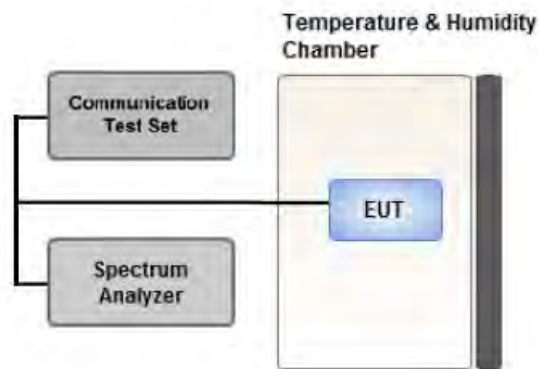 Temperature & Humidity
Chamber
Communication
Test Set
EUT
Spectrum
Analyzer